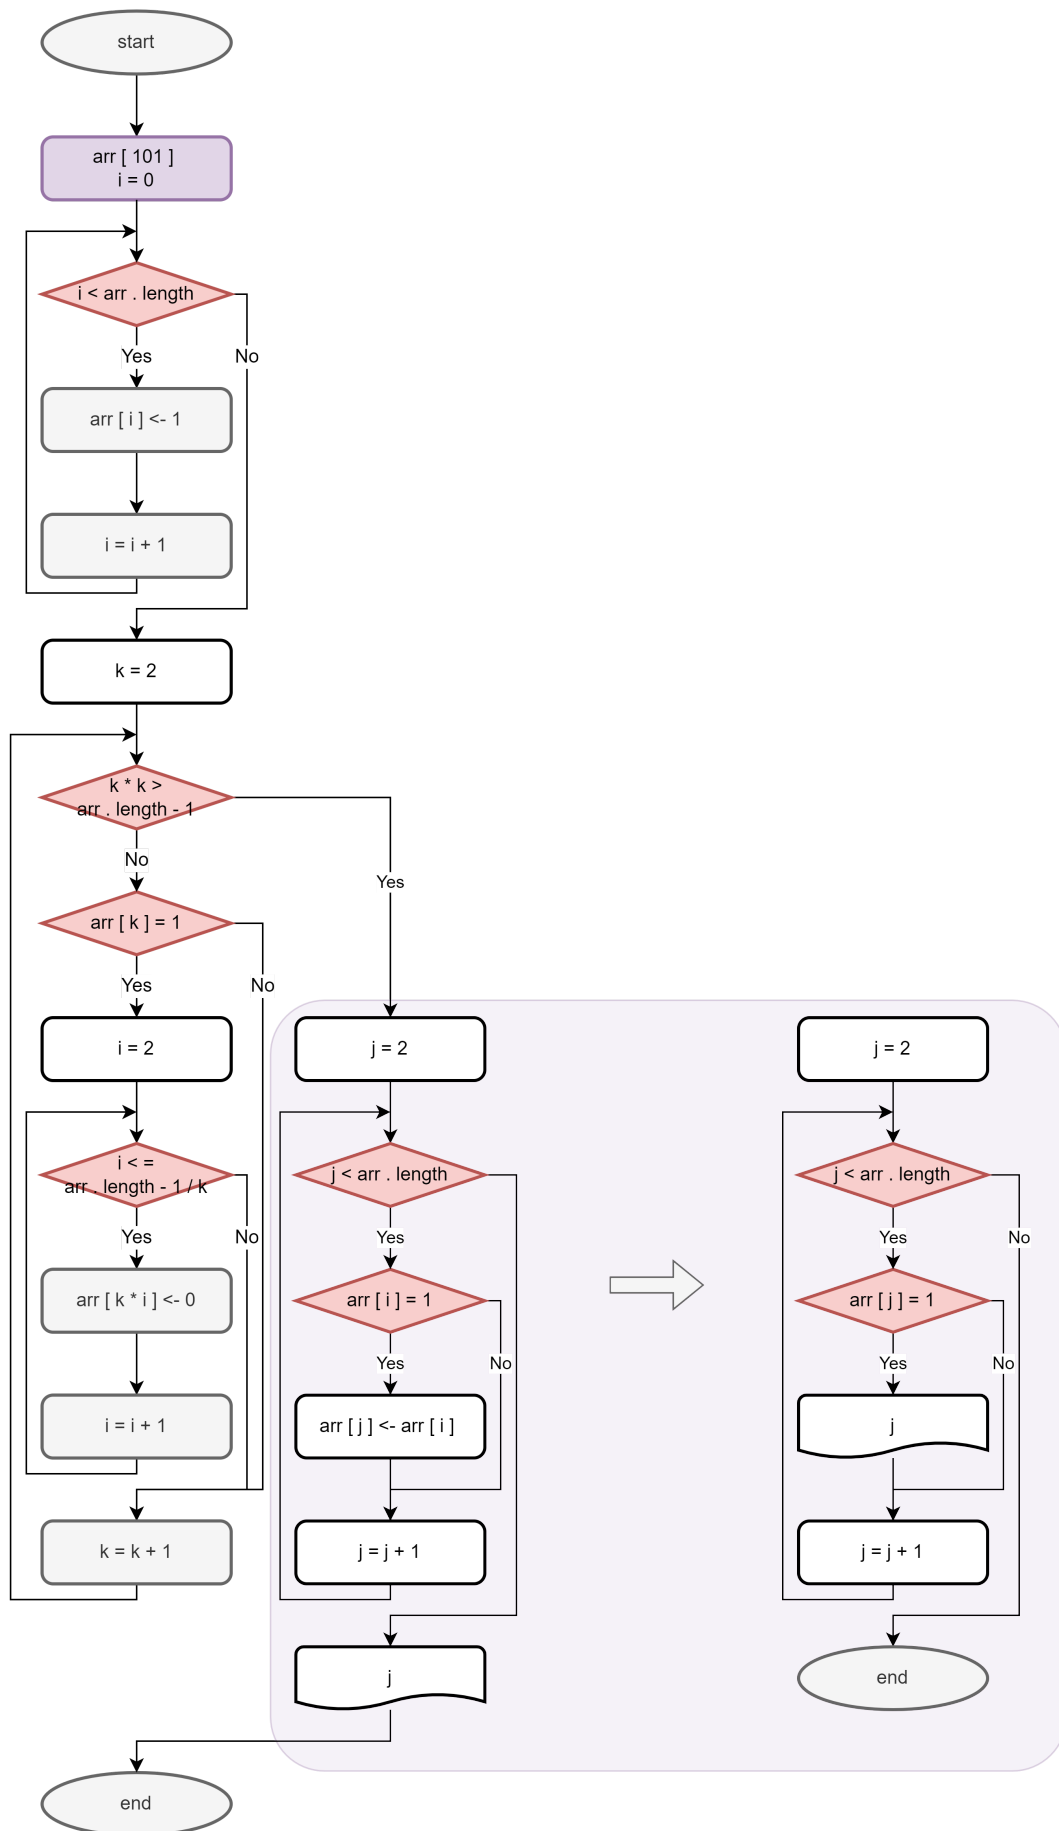 start
arr [ 101 ]
i = 0
i < arr . length
Yes
No
arr [ i ] <- 1
i = i + 1
k = 2
k * k >
arr . length - 1
No
Yes
arr [ k ] = 1
Yes
No
i = 2
i < =
arr . length - 1 / k
Yes
No
arr [ k * i ] <- 0
i = i + 1
k = k + 1
j = 2
j < arr . length
Yes
arr [ i ] = 1
Yes
No
arr [ j ] <- arr [ i ]
j = j + 1
j
end
j = 2
j < arr . length
Yes
No
arr [ j ] = 1
Yes
No
j
j = j + 1
end